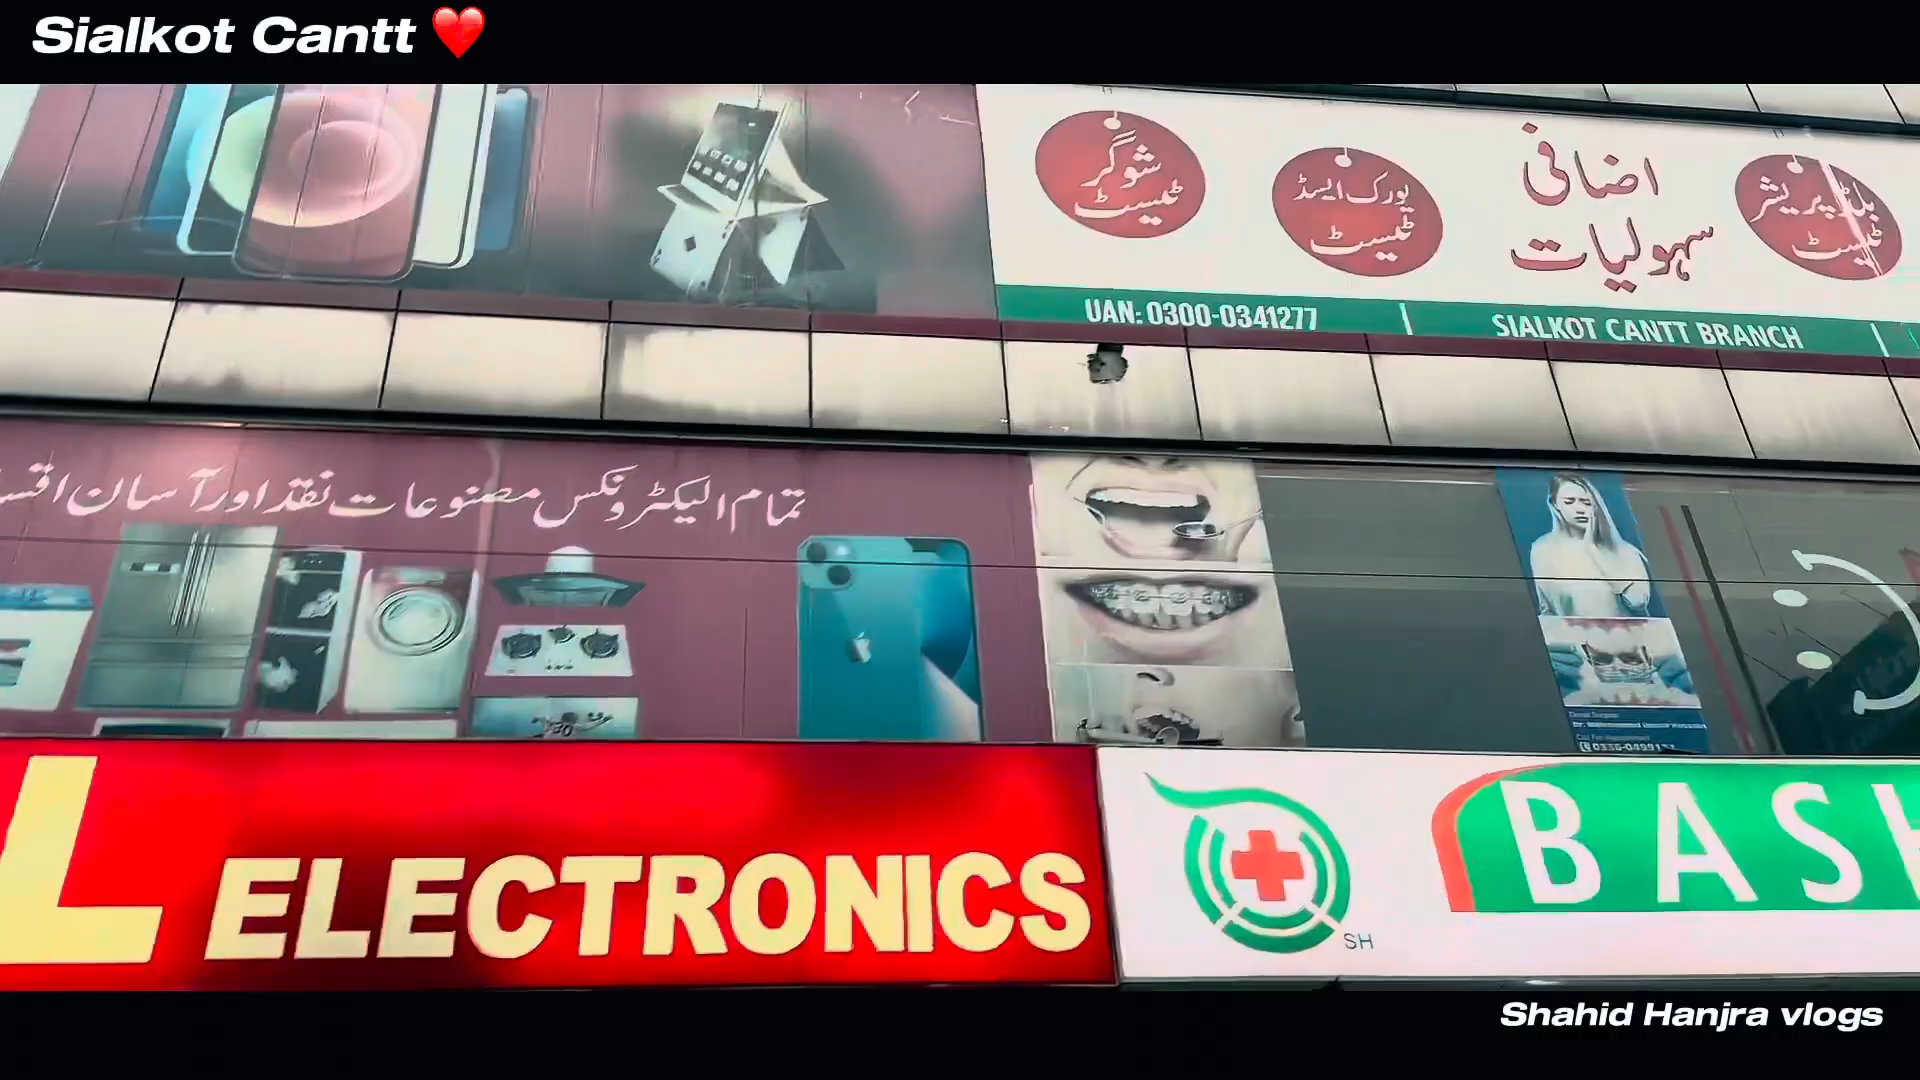 Sialkot Cantt ❤️
شوگر
ٹیسٹ
یورک ایسڈ
ٹیسٹ
اضافی
سہولیات
بلڈ پریشر
ٹیسٹ
UAN: 0300-0341277 | SIALKOT CANTT BRANCH |
تمام الیکٹرونکس مصنوعات نقد اور آسان
L ELECTRONICS
SH
BASH
Shahid Hanjra vlogs